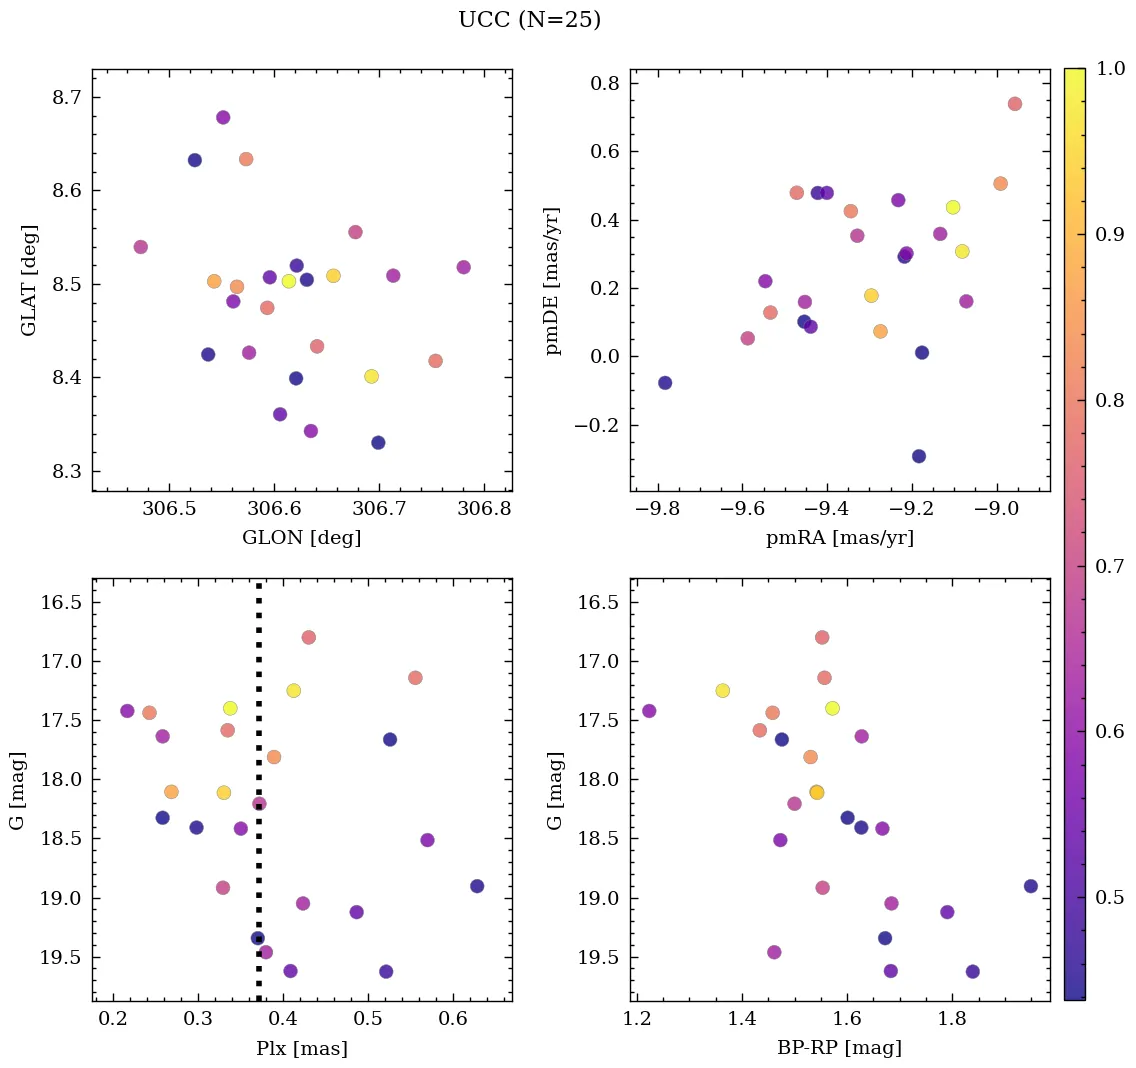 UCC (N=25)
8.7
8.6
8.5
8.4
8.3
GLAT [deg]
306.5 306.6 306.7 306.8
GLON [deg]
0.8
0.6
0.4
0.2
0.0
−0.2
pmDE [mas/yr]
−9.8 −9.6 −9.4 −9.2 −9.0
pmRA [mas/yr]
1.0
0.9
0.8
0.7
0.6
0.5
16.5
17.0
17.5
18.0
18.5
19.0
19.5
G [mag]
0.2 0.3 0.4 0.5 0.6
Plx [mas]
16.5
17.0
17.5
18.0
18.5
19.0
19.5
G [mag]
1.2 1.4 1.6 1.8
BP-RP [mag]